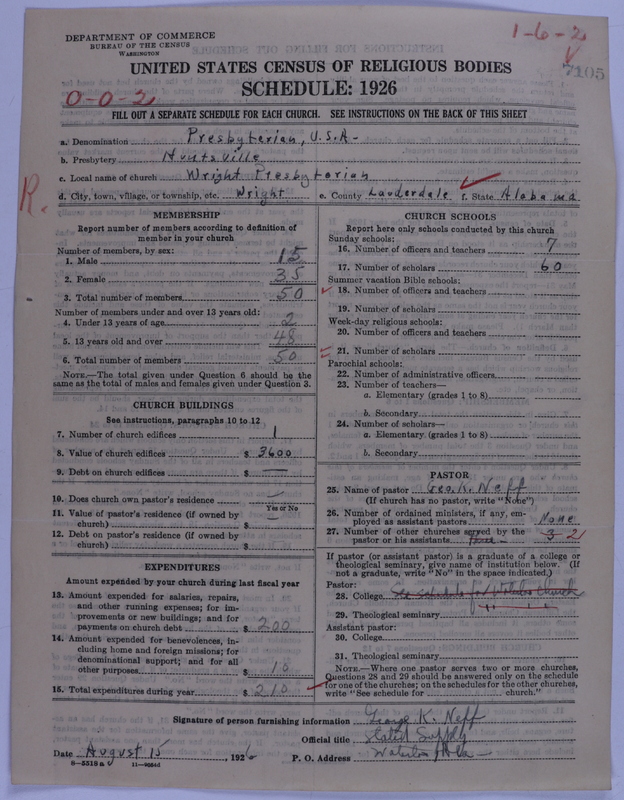 DEPARTMENT OF COMMERCE
BUREAU OF THE CENSUS
WASHINGTON
1-6-2
7105
UNITED STATES CENSUS OF RELIGIOUS BODIES
SCHEDULE: 1926
0-0-2
FILL OUT A SEPARATE SCHEDULE FOR EACH CHURCH. SEE INSTRUCTIONS ON THE BACK OF THIS SHEET
a. Denomination Presbyterian, U.S.A-
b. Presbytery Huntsville
c. Local name of church Wright Presbyterian
d. City, town, village, or township, etc. Wright e. County Lauderdale f. State Alabama
R.
MEMBERSHIP
Report number of members according to definition of member in your church
Number of members, by sex:
1. Male 15
2. Female 35
3. Total number of members 50
Number of members under and over 13 years old:
4. Under 13 years of age 2
5. 13 years old and over 48
6. Total number of members 50
NOTE.—The total given under Question 6 should be the same as the total of males and females given under Question 3.
CHURCH BUILDINGS
See instructions, paragraphs 10 to 12
7. Number of church edifices 1
8. Value of church edifices $ 3600
9. Debt on church edifices $ —
10. Does church own pastor's residence —
Yes or No
11. Value of pastor's residence (if owned by church) $ —
12. Debt on pastor's residence (if owned by church) $
EXPENDITURES
Amount expended by your church during last fiscal year
13. Amount expended for salaries, repairs, and other running expenses; for improvements or new buildings; and for payments on church debt $ 200
14. Amount expended for benevolences, including home and foreign missions; for denominational support; and for all other purposes $ 10
15. Total expenditures during year $ 210
CHURCH SCHOOLS
Report here only schools conducted by this church
Sunday schools:
16. Number of officers and teachers 7
17. Number of scholars 60
Summer vacation Bible schools:
18. Number of officers and teachers
19. Number of scholars
Week-day religious schools:
20. Number of officers and teachers
21. Number of scholars
Parochial schools:
22. Number of administrative officers
23. Number of teachers—
a. Elementary (grades 1 to 8)
b. Secondary
24. Number of scholars—
a. Elementary (grades 1 to 8)
b. Secondary
PASTOR
25. Name of pastor Geo. K. Neff
(If church has no pastor, write "None")
26. Number of ordained ministers, if any, employed as assistant pastors None
27. Number of other churches served by the pastor or his assistants 3-2
If pastor (or assistant pastor) is a graduate of a college or theological seminary, give name of institution below. (If not a graduate, write "No" in the space indicated.)
Pastor:
28. College See schedule for Waterloo Church
29. Theological seminary " "
Assistant pastor:
30. College
31. Theological seminary
NOTE.—Where one pastor serves two or more churches, Questions 28 and 29 should be answered only on the schedule for one of the churches; on the schedules for the other churches, write "See schedule for church."
Signature of person furnishing information George K. Neff
Official title Stated Supply
Date August 15, 1926 P. O. Address Waterloo Ala-
8-5518 a